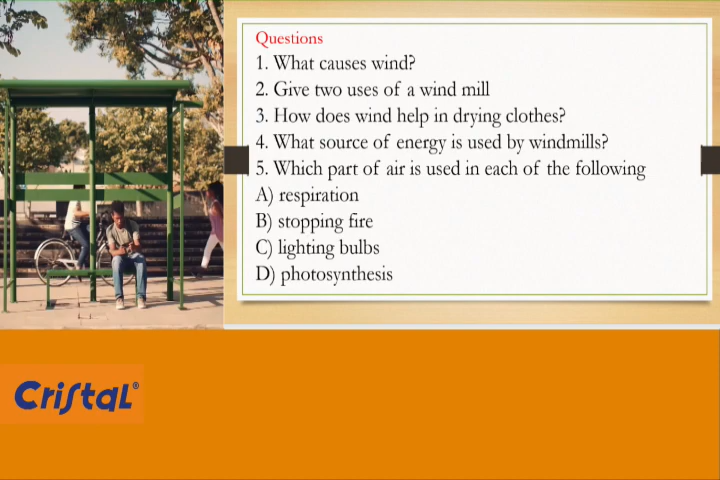 Questions
1. What causes wind?
2. Give two uses of a wind mill
3. How does wind help in drying clothes?
4. What source of energy is used by windmills?
5. Which part of air is used in each of the following
A) respiration
B) stopping fire
C) lighting bulbs
D) photosynthesis
Cristal®